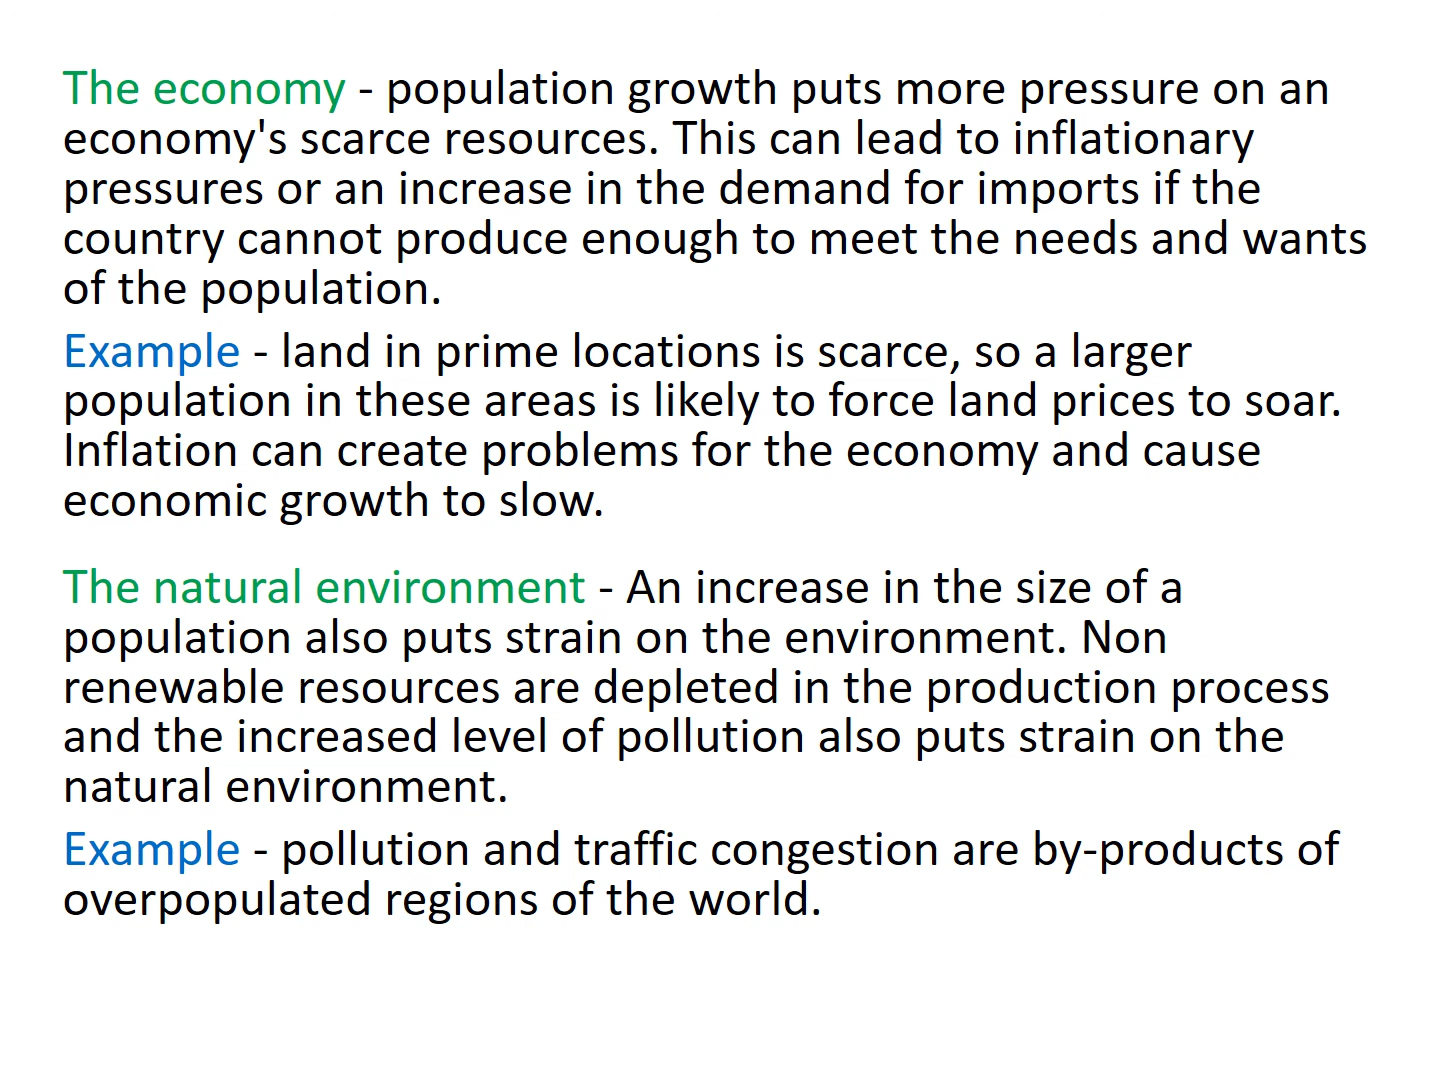 The economy - population growth puts more pressure on an
economy's scarce resources. This can lead to inflationary
pressures or an increase in the demand for imports if the
country cannot produce enough to meet the needs and wants
of the population.
Example - land in prime locations is scarce, so a larger
population in these areas is likely to force land prices to soar.
Inflation can create problems for the economy and cause
economic growth to slow.
The natural environment - An increase in the size of a
population also puts strain on the environment. Non
renewable resources are depleted in the production process
and the increased level of pollution also puts strain on the
natural environment.
Example - pollution and traffic congestion are by-products of
overpopulated regions of the world.